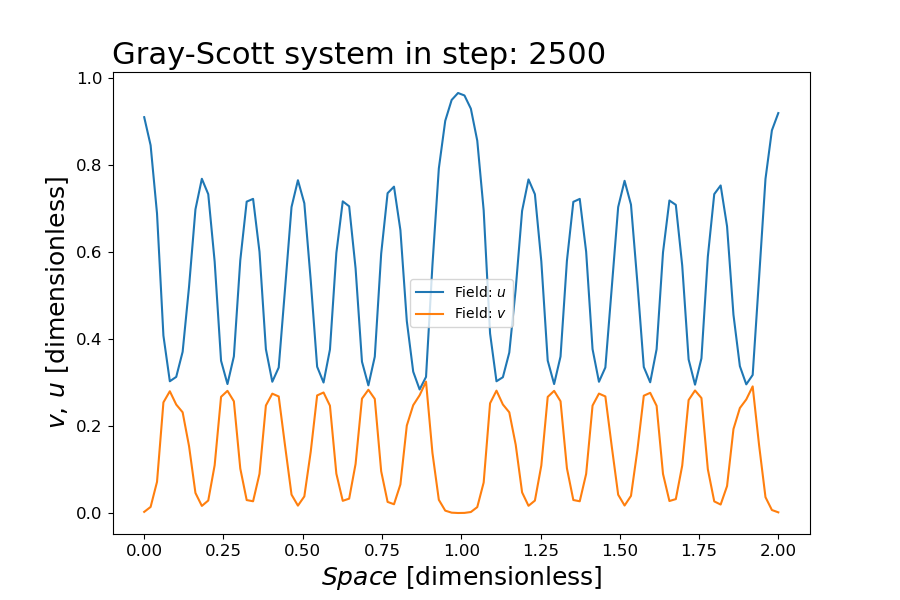 Gray-Scott system in step: 2500
v, u [dimensionless]
1.0
0.8
0.6
0.4
0.2
0.0
Field: u
Field: v
0.00 0.25 0.50 0.75 1.00 1.25 1.50 1.75 2.00
Space [dimensionless]